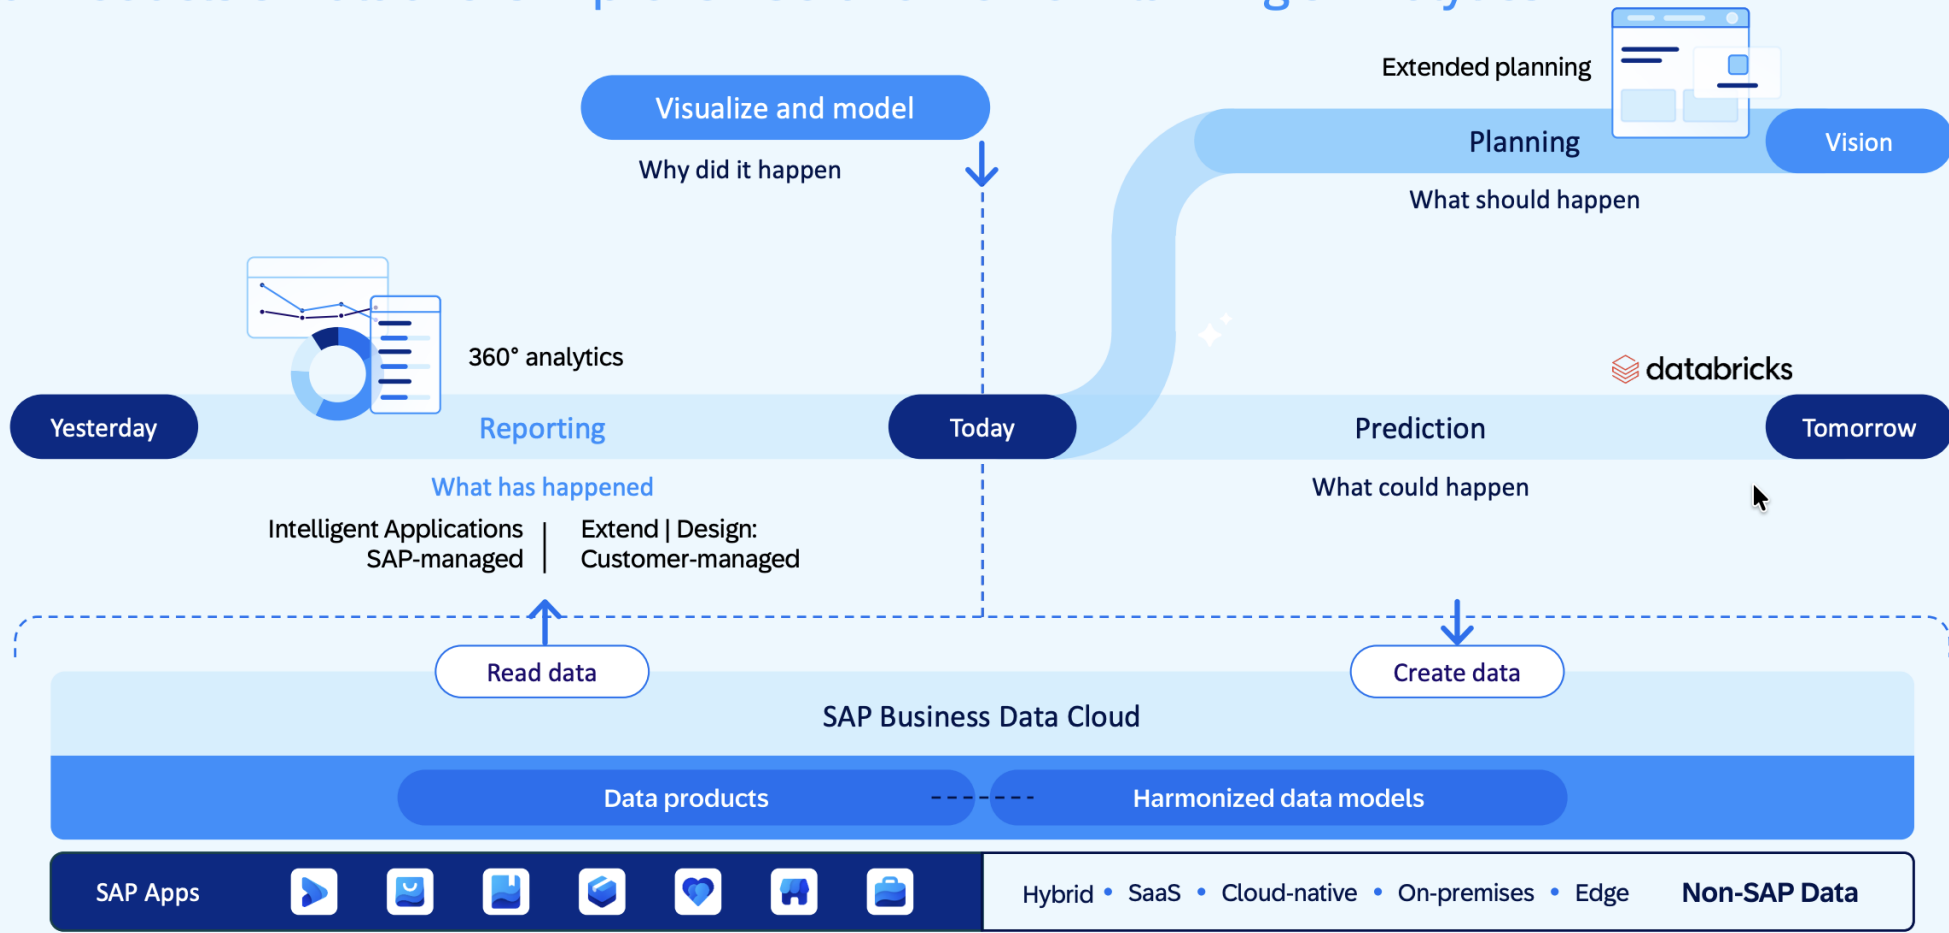 Visualize and model
Why did it happen
Extended planning
Planning
Vision
What should happen
360° analytics
databricks
Yesterday
Reporting
Today
Prediction
Tomorrow
What has happened
What could happen
Intelligent Applications
SAP-managed
Extend | Design:
Customer-managed
Read data
Create data
SAP Business Data Cloud
Data products
Harmonized data models
SAP Apps
Hybrid • SaaS • Cloud-native • On-premises • Edge
Non-SAP Data